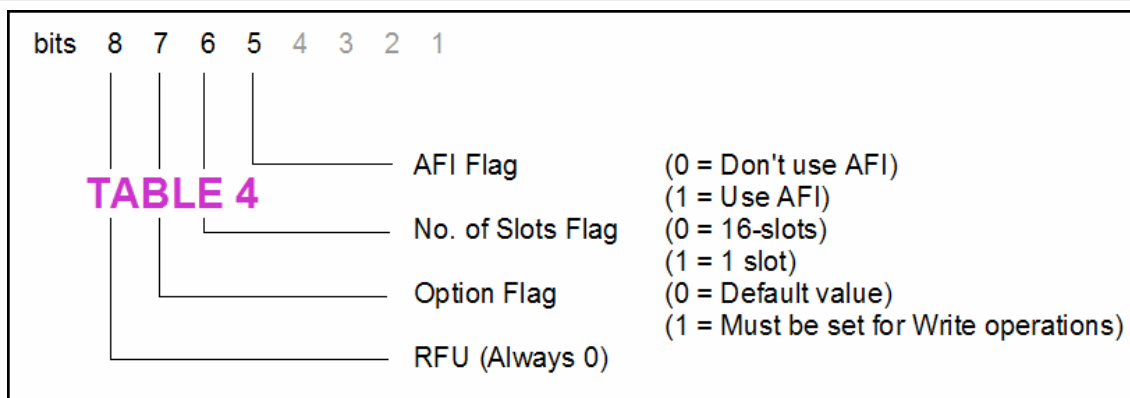 bits 8 7 6 5 4 3 2 1
AFI Flag (0 = Don't use AFI)
(1 = Use AFI)
TABLE 4
No. of Slots Flag (0 = 16-slots)
(1 = 1 slot)
Option Flag (0 = Default value)
(1 = Must be set for Write operations)
RFU (Always 0)